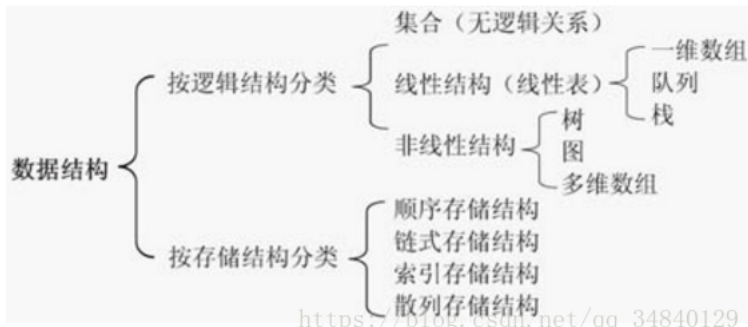 数据结构
按逻辑结构分类
集合（无逻辑关系）
线性结构（线性表）
一维数组
队列
栈
非线性结构
树
图
多维数组
按存储结构分类
顺序存储结构
链式存储结构
索引存储结构
散列存储结构
https://blog.csdn.net/qq_34840129